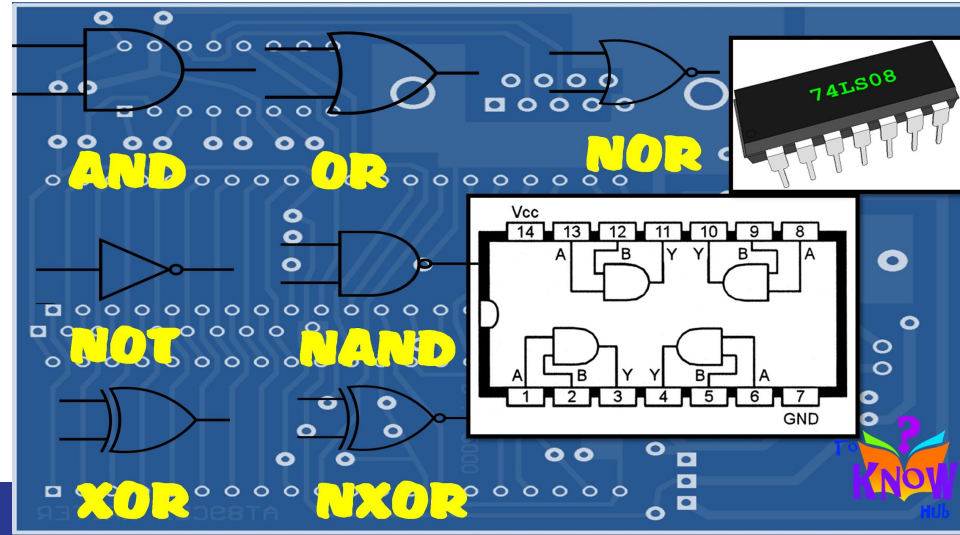 AND
OR
NOR
74LS08
NOT
NAND
XOR
NXOR
Vcc
14 13 12 11 10 9 8
A B Y Y B A
A B Y Y B A
1 2 3 4 5 6 7
GND
?
To
KNOW
HUb